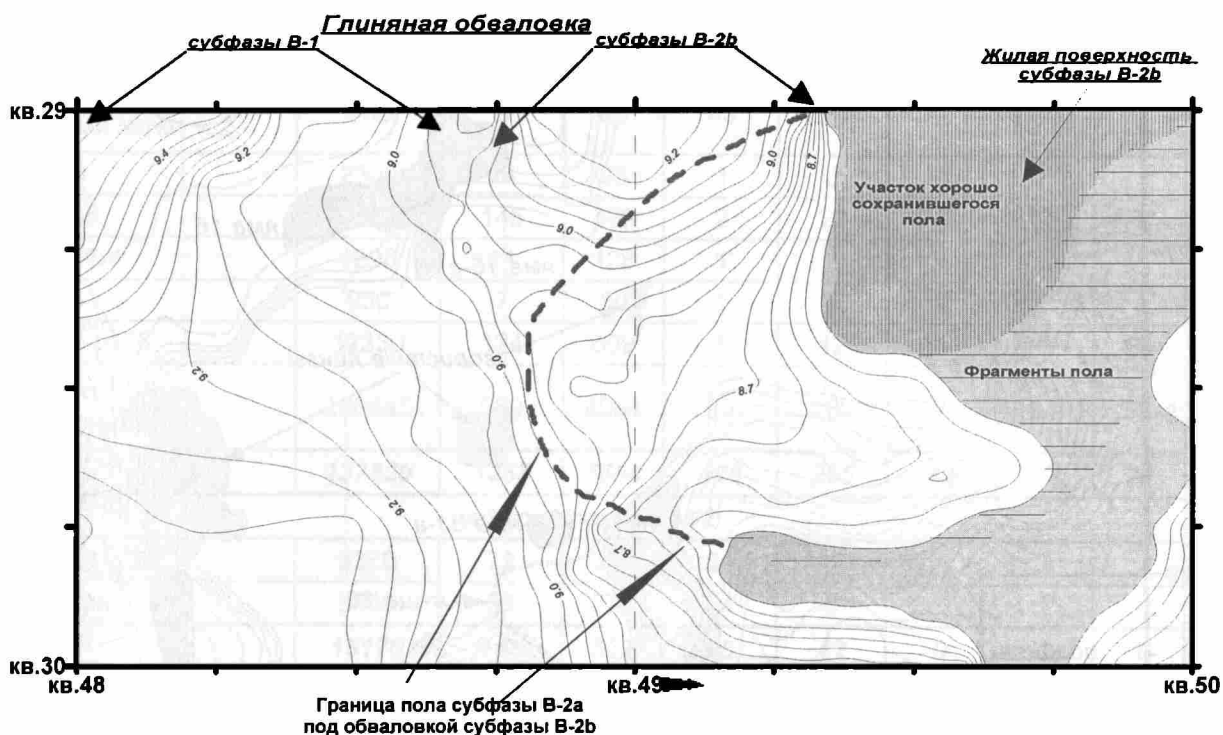 Глиняная обваловка
субфазы В-1
субфазы В-2b
Жилая поверхность
субфазы В-2b
кв.29
9.4
9.2
9.0
9.2
9.0
8.7
Участок хорошо
сохранившегося
пола
9.0
9.0
9.2
8.7
Фрагменты пола
9.2
8.7
9.0
кв.30
кв.48
кв.49
кв.50
Граница пола субфазы В-2а
под обваловкой субфазы В-2b